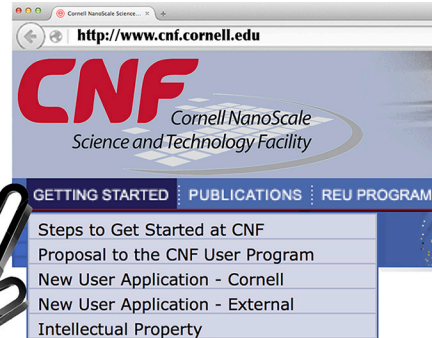 Cornell NanoScale Science...
http://www.cnf.cornell.edu
CNF
Cornell NanoScale
Science and Technology Facility
GETTING STARTED PUBLICATIONS REU PROGRAM
Steps to Get Started at CNF
Proposal to the CNF User Program
New User Application - Cornell
New User Application - External
Intellectual Property